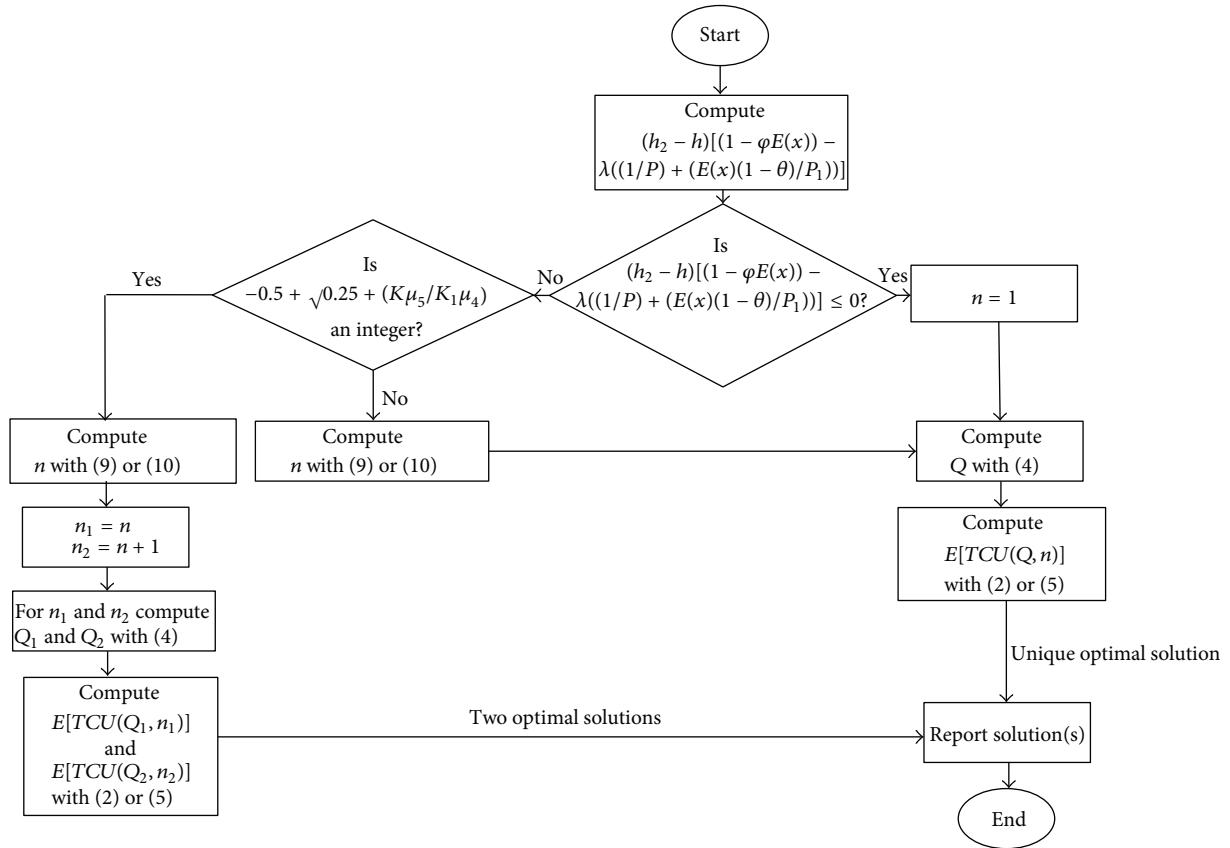 Start
Compute
(h₂ − h)[(1 − φE(x)) −
λ((1/P) + (E(x)(1 − θ)/P₁))]
Is
(h₂ − h)[(1 − φE(x)) −
λ((1/P) + (E(x)(1 − θ)/P₁))] ≤ 0?
Yes
n = 1
No
Is
−0.5 + √0.25 + (Kμ₅/K₁μ₄)
an integer?
Yes
No
Compute
n with (9) or (10)
Compute
n with (9) or (10)
Compute
Q with (4)
n₁ = n
n₂ = n + 1
Compute
E[TCU(Q, n)]
with (2) or (5)
For n₁ and n₂ compute
Q₁ and Q₂ with (4)
Unique optimal solution
Compute
E[TCU(Q₁, n₁)]
and
E[TCU(Q₂, n₂)]
with (2) or (5)
Two optimal solutions
Report solution(s)
End